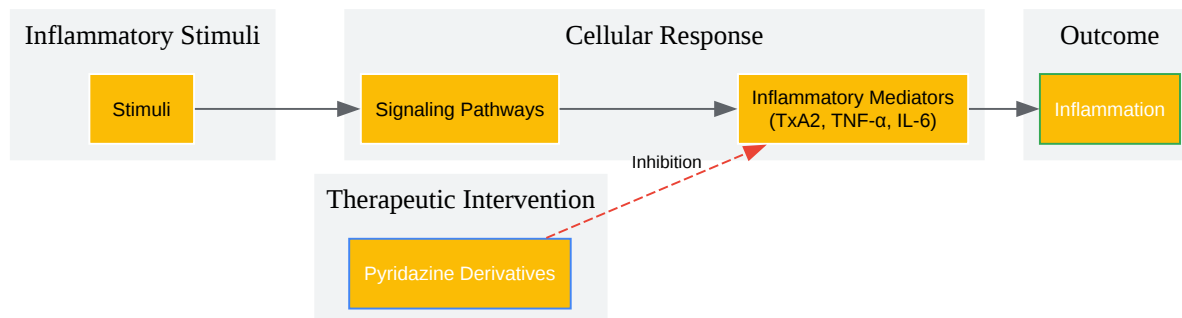 Inflammatory Stimuli
Stimuli
Cellular Response
Signaling Pathways
Inflammatory Mediators
(TxA2, TNF-α, IL-6)
Outcome
Inflammation
Inhibition
Therapeutic Intervention
Pyridazine Derivatives